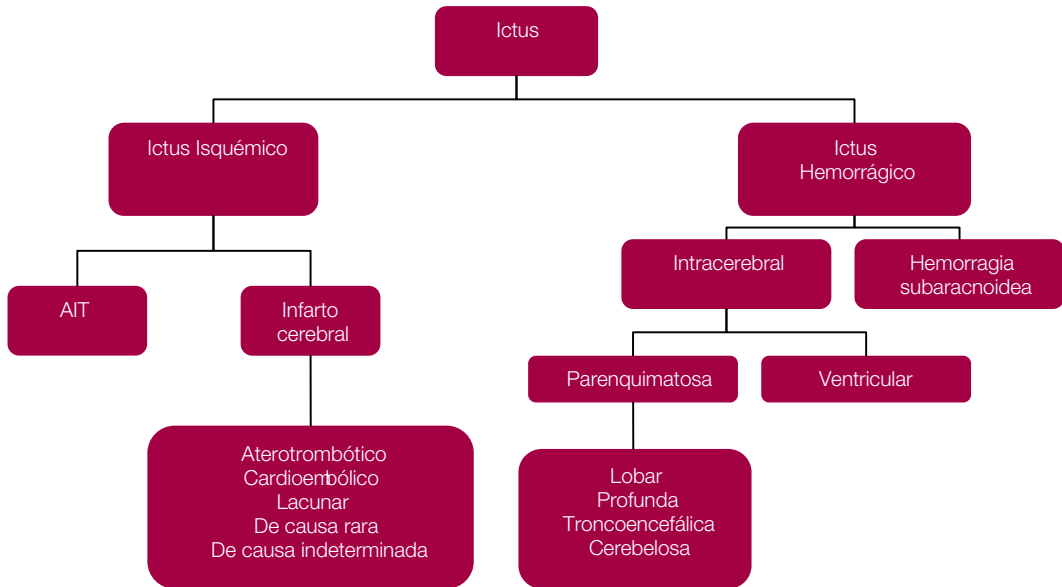 Ictus
Ictus Isquémico
Ictus
Hemorrágico
Intracerebral
Hemorragia
subaracnoidea
AIT
Infarto
cerebral
Parenquimatosa
Ventricular
Aterotrombótico
Cardioembólico
Lacunar
De causa rara
De causa indeterminada
Lobar
Profunda
Troncoencefálica
Cerebelosa